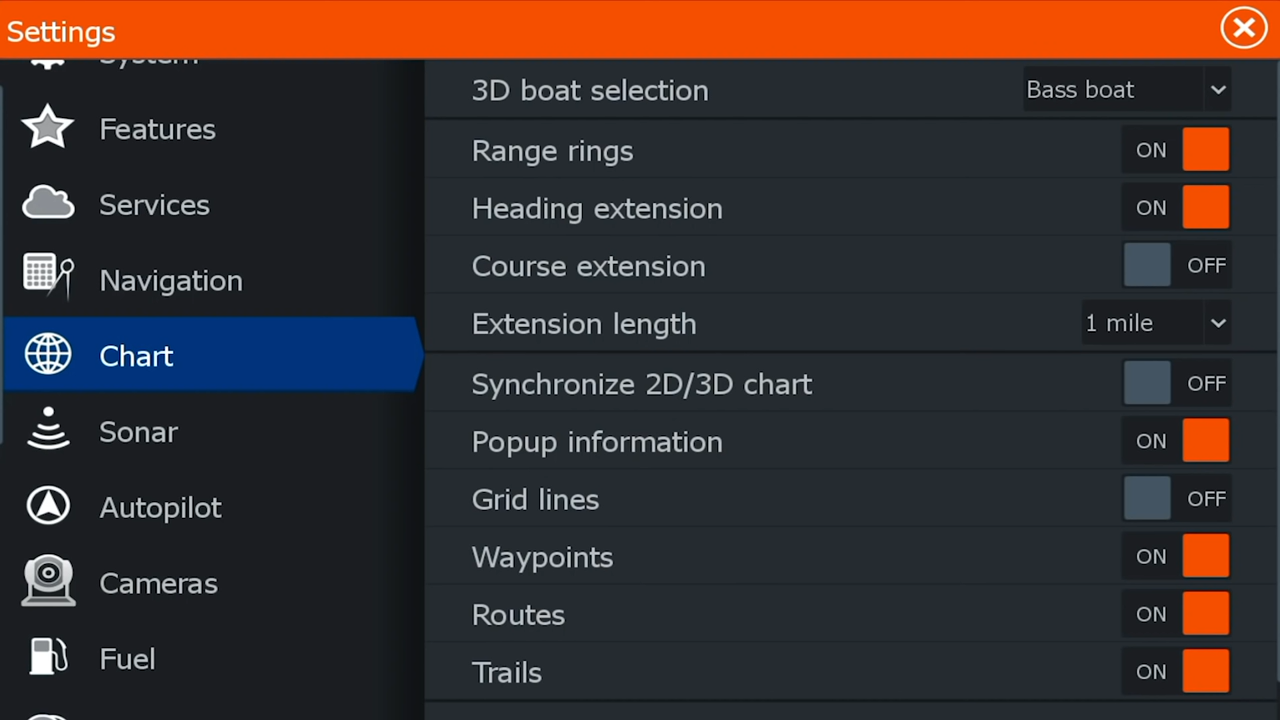 Settings
System
Features
Services
Navigation
Chart
Sonar
Autopilot
Cameras
Fuel
3D boat selection Bass boat
Range rings ON
Heading extension ON
Course extension OFF
Extension length 1 mile
Synchronize 2D/3D chart OFF
Popup information ON
Grid lines OFF
Waypoints ON
Routes ON
Trails ON